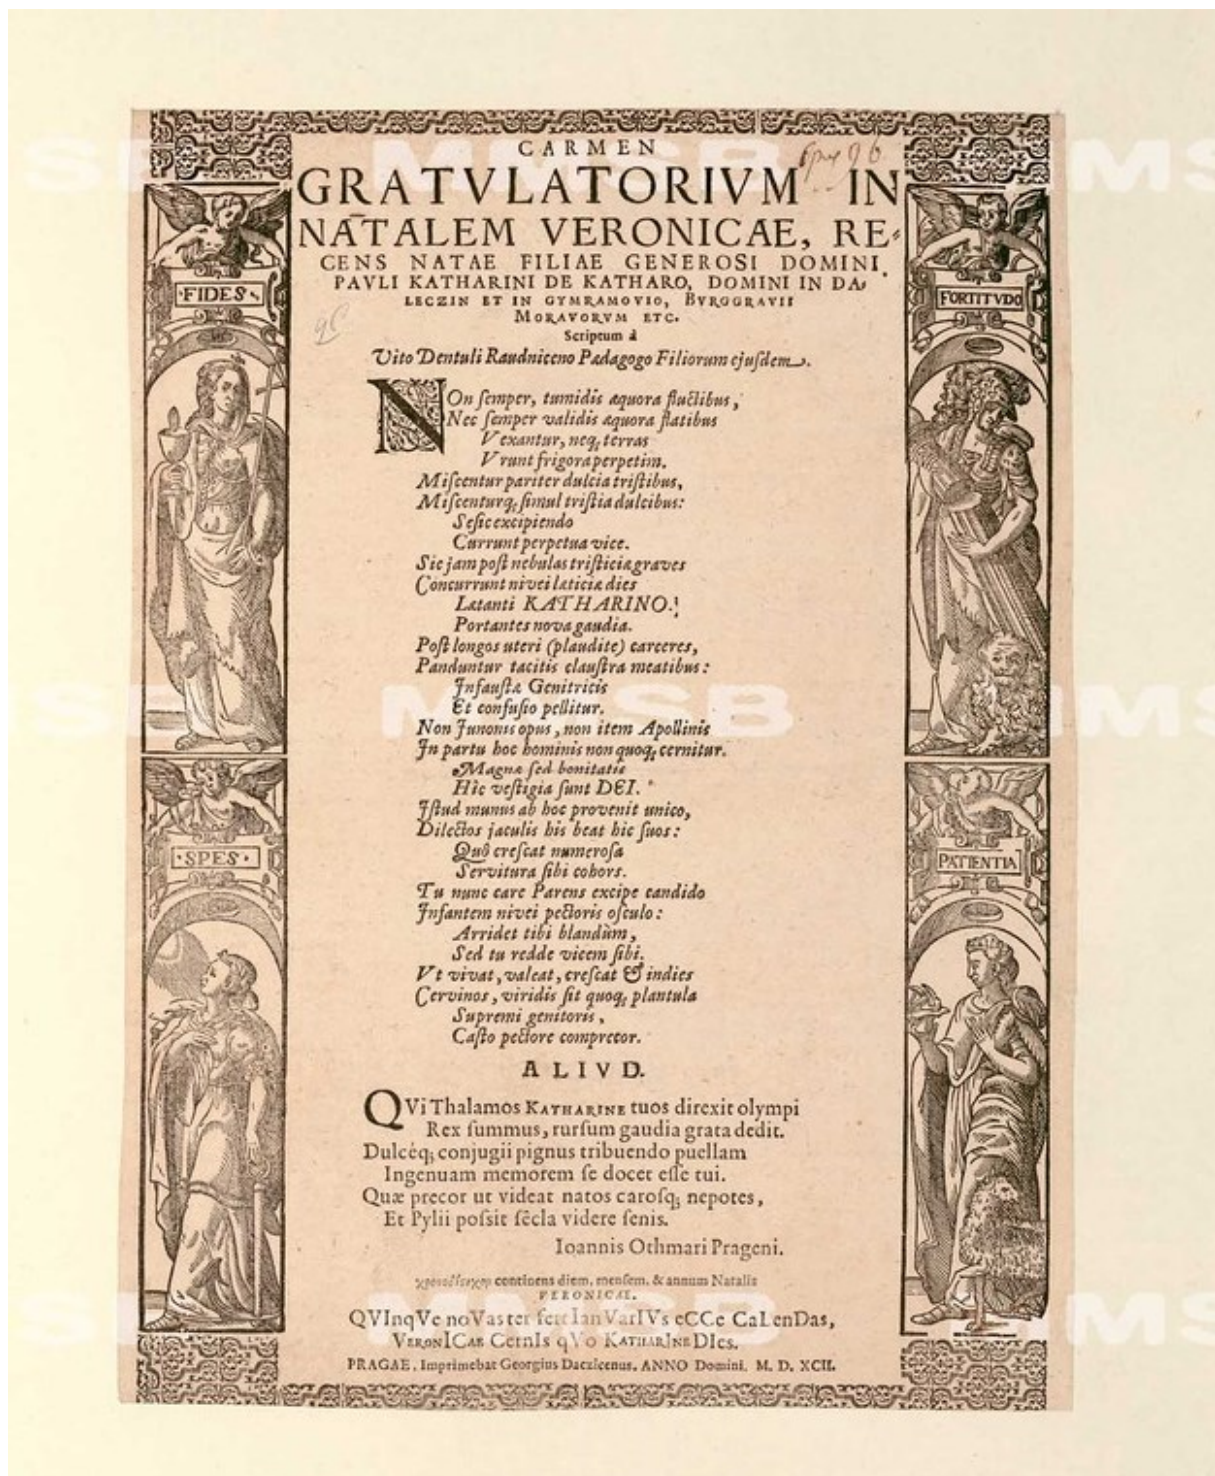 CARMEN
GRATVLATORIVM IN
NATALEM VERONICAE, RE-
CENS NATAE FILIAE GENEROSI DOMINI
PAVLI KATHARINI DE KATHARO, DOMINI IN DA-
LECZIN ET IN GYMRAMOVIO, BVRGGRAVII
MORAVORVM ETC.
Scriptum à
Vito Dentuli Raudniceno Pædagogo Filiorum ejuſdem.
NOn ſemper, tumidis æquora fluctibus,
Nec ſemper validis æquora flatibus
Vexantur, neq; terras
Vrunt frigora perpetim.
Miſcentur pariter dulcia triſtibus,
Miſcenturq; ſimul triſtia dulcibus:
Seſic excipiendo
Currunt perpetua vice.
Sic jam poſt nebulas triſticiæ graves
Concurrunt nivei læticiæ dies
Lætanti KATHARINO!
Portantes nova gaudia.
Poſt longos uteri (plaudite) carceres,
Panduntur tacitis clauſtra meatibus:
Infauſtæ Genitricis
Et confuſio pellitur.
Non Junonis opus, non item Apollinis
In partu hoc hominis non quoq; cernitur.
Magnæ ſed bonitatis
Hic veſtigia ſunt DEI.
Iſtud munus ab hoc provenit unico,
Dilectos jaculis his beat hic ſuos:
Quò creſcat numeroſa
Servitura ſibi cohors.
Tu nunc care Parens excipe candido
Infantem nivei pectoris oſculo:
Arridet tibi blandùm,
Sed tu redde vicem ſibi.
Vt vivat, valeat, creſcat & indies
Cervinos, viridis ſit quoq; plantula
Supremi genitoris,
Caſto pectore comprecor.
ALIVD.
QVi Thalamos KATHARINE tuos direxit olympi
Rex ſummus, rurſum gaudia grata dedit.
Dulcéq; conjugii pignus tribuendo puellam
Ingenuam memorem ſe docet eſſe tui.
Quæ precor ut videat natos caroſq; nepotes,
Et Pylii poſsit ſêcla videre ſenis.
Ioannis Othmari Prageni.
continens diem, menſem, & annum Natalis
VERONICAE.
QVInqVe noVas ter fert IanVarIVs eCCe CaLenDas,
VERONICAE CernIs qVo KATHARINE DIes.
PRAGAE, Imprimebat Georgius Daczicenus, ANNO Domini, M. D. XCII.
FIDES
SPES
FORTITVDO
PATIENTIA